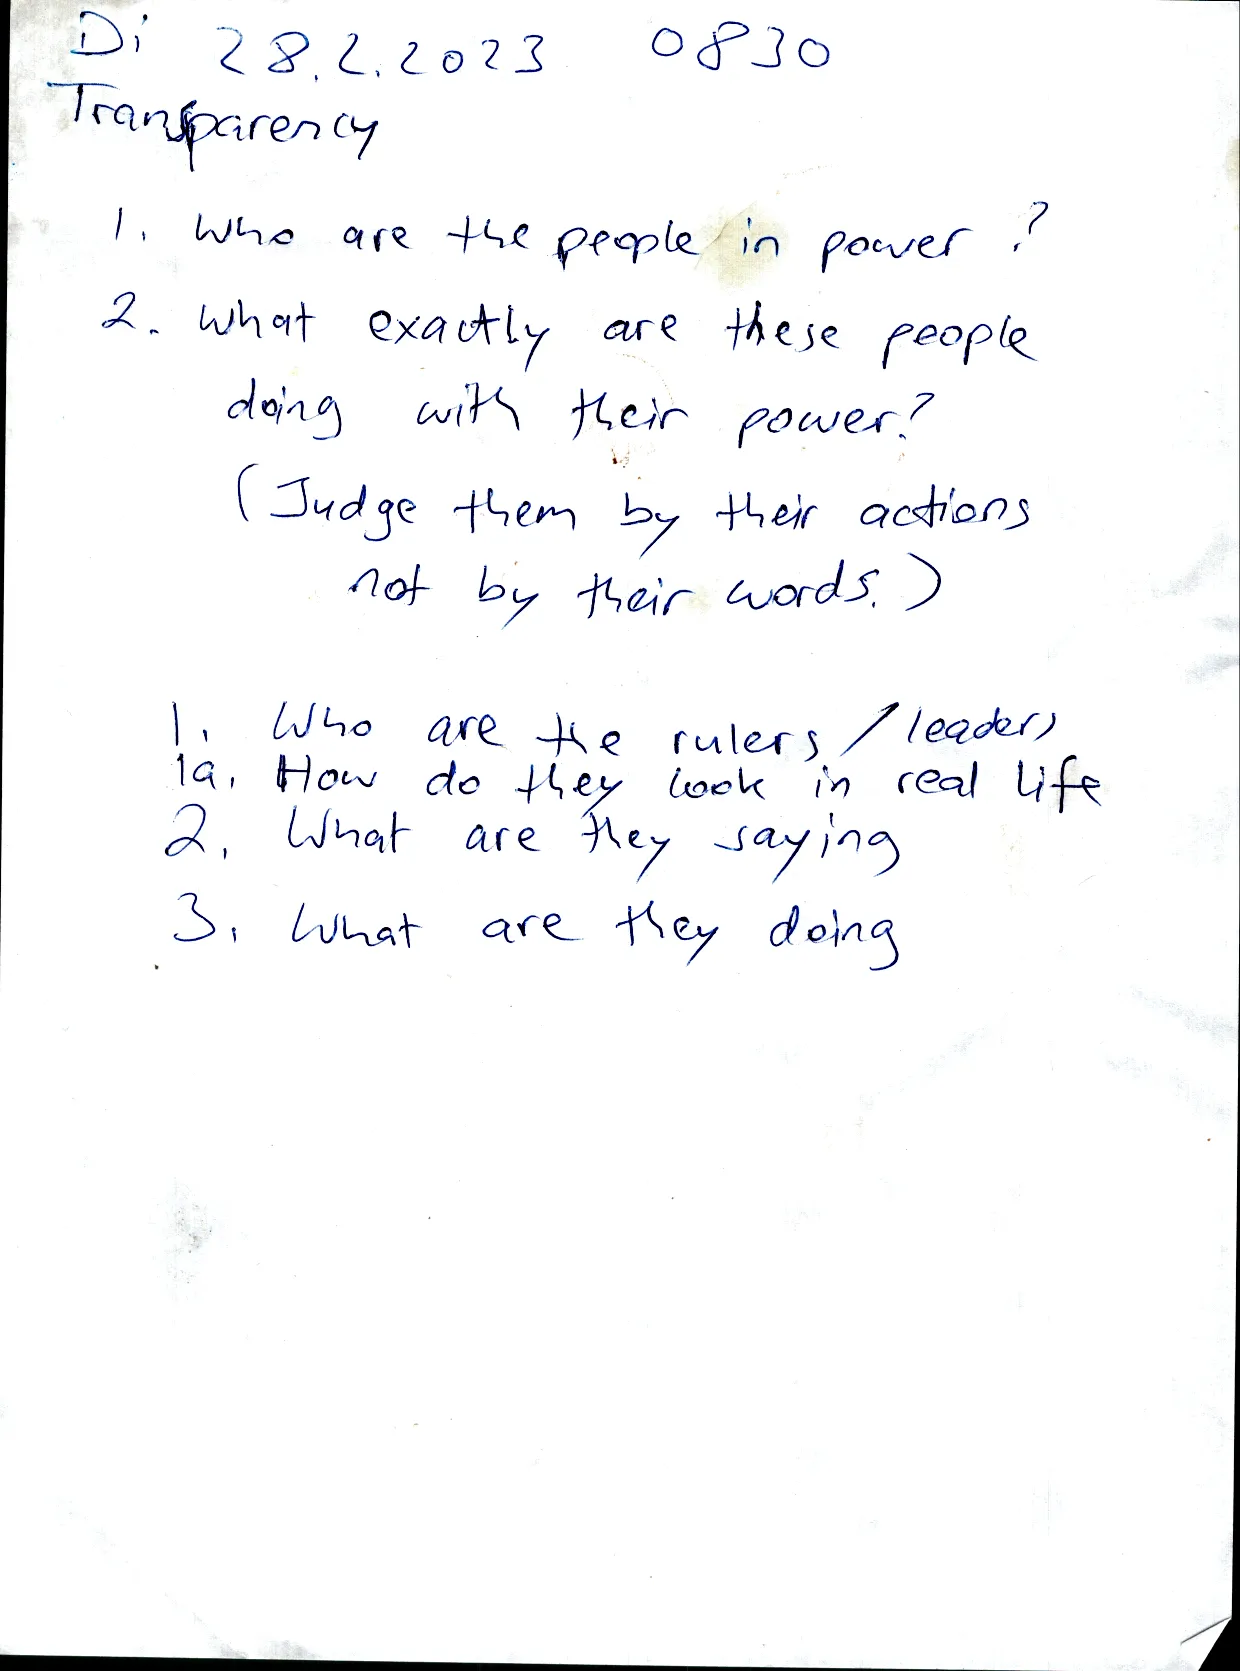 Di 28.2.2023 0830
Transparency
1. Who are the people in power?
2. What exactly are these people
doing with their power?
(Judge them by their actions
not by their words.)
1. Who are the rulers / leaders
1a. How do they look in real life
2. What are they saying
3. What are they doing